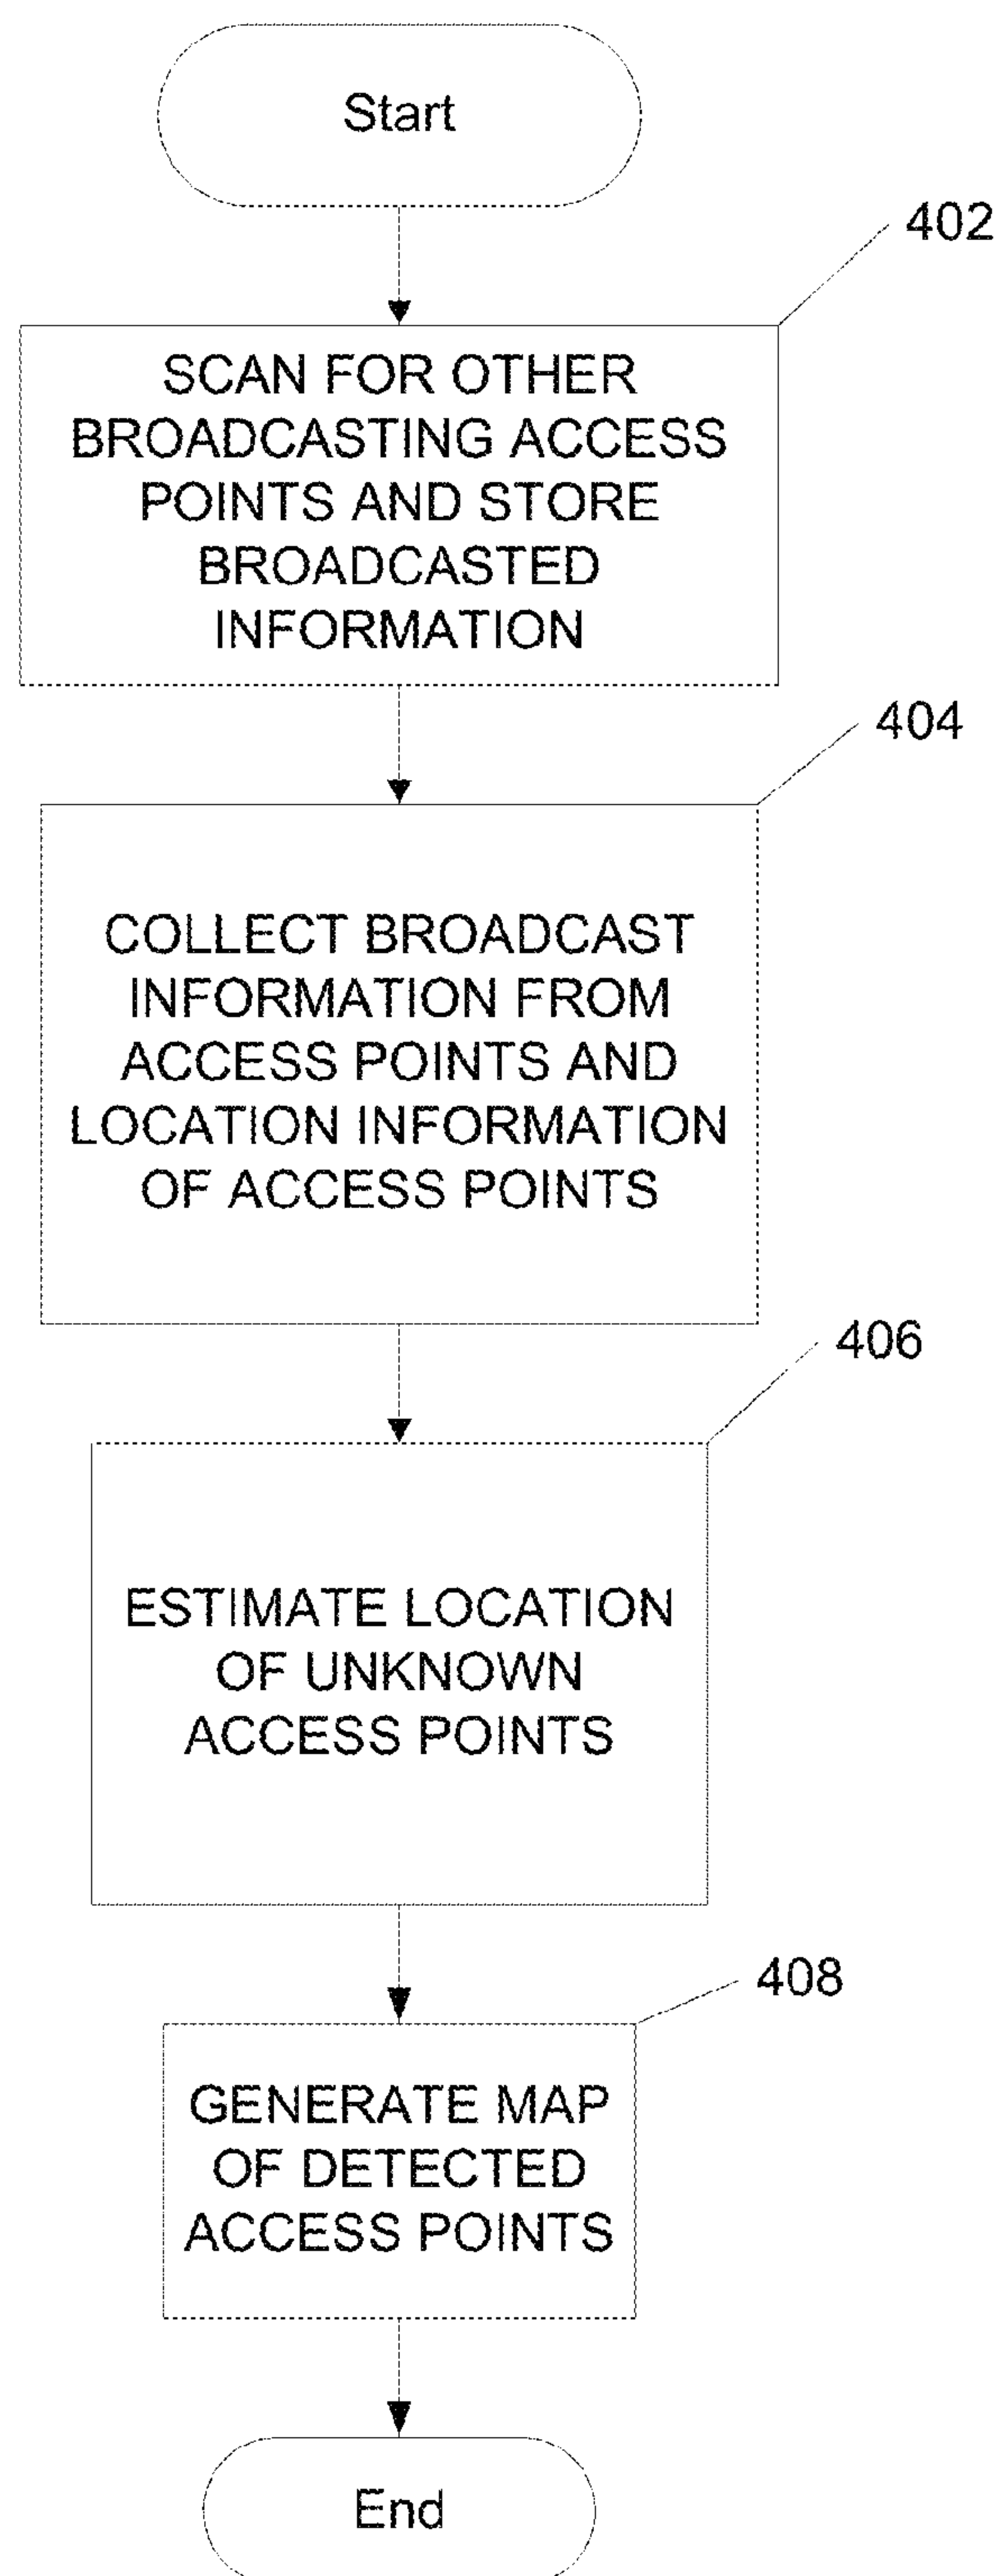 Start
402
SCAN FOR OTHER
BROADCASTING ACCESS
POINTS AND STORE
BROADCASTED
INFORMATION
404
COLLECT BROADCAST
INFORMATION FROM
ACCESS POINTS AND
LOCATION INFORMATION
OF ACCESS POINTS
406
ESTIMATE LOCATION
OF UNKNOWN
ACCESS POINTS
408
GENERATE MAP
OF DETECTED
ACCESS POINTS
End